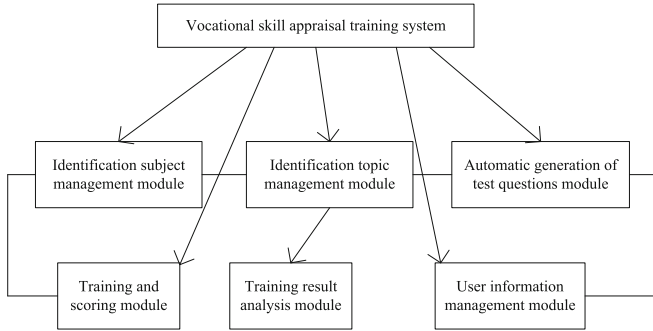 Vocational skill appraisal training system
Identification subject
management module
Identification topic
management module
Automatic generation of
test questions module
Training and
scoring module
Training result
analysis module
User information
management module